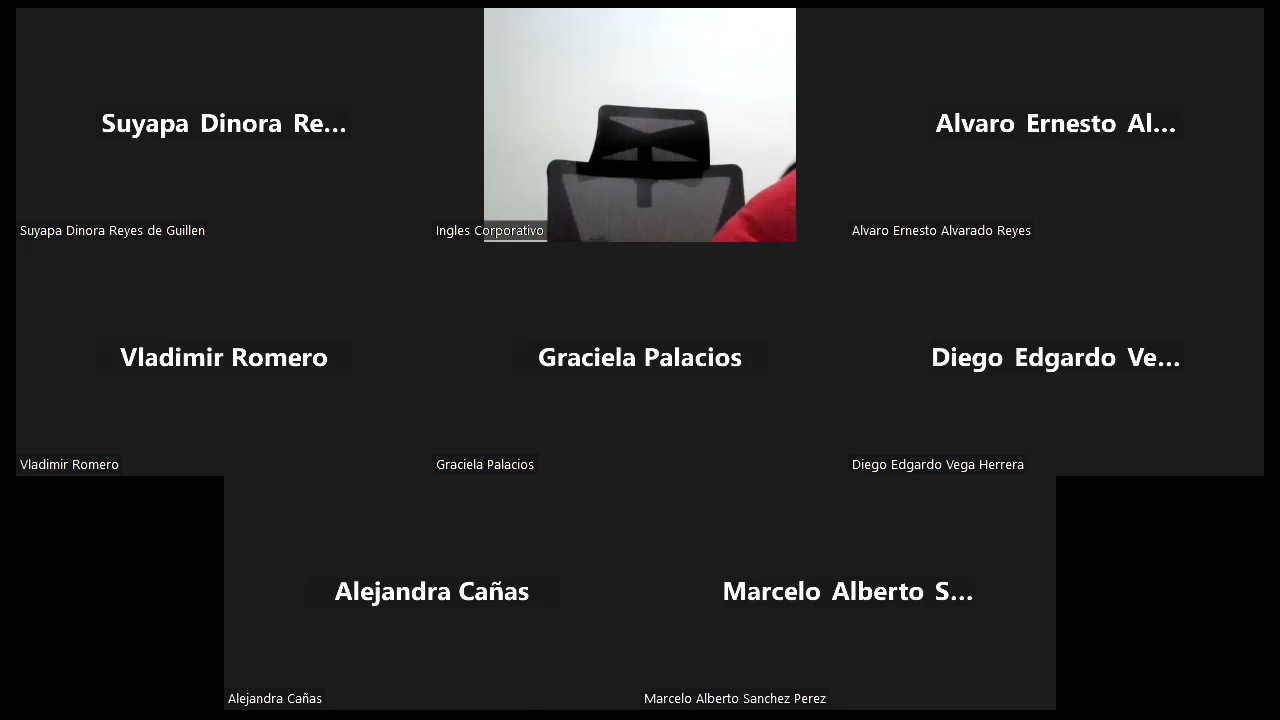 Suyapa Dinora Re...
Suyapa Dinora Reyes de Guillen
Ingles Corporativo
Alvaro Ernesto Al...
Alvaro Ernesto Alvarado Reyes
Vladimir Romero
Vladimir Romero
Graciela Palacios
Graciela Palacios
Diego Edgardo Ve...
Diego Edgardo Vega Herrera
Alejandra Cañas
Alejandra Cañas
Marcelo Alberto S...
Marcelo Alberto Sanchez Perez